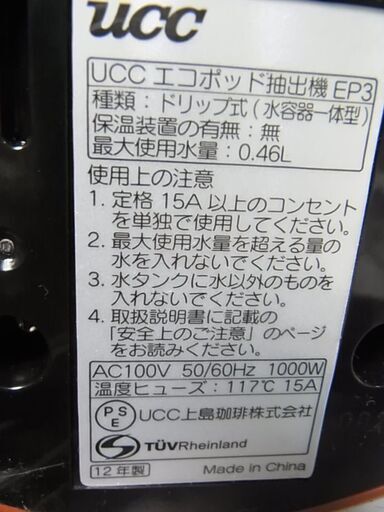 UCC
UCC エコポッド抽出機 EP3
種類：ドリップ式（水容器一体型）
保温装置の有無：無
最大使用水量：0.46L
使用上の注意
1. 定格 15A 以上のコンセント
を単独で使用してください。
2. 最大使用水量を超える量の
水を入れないでください。
3. 水タンクに水以外のものを
入れないでください。
4. 取扱説明書に記載の
「安全上のご注意」のページ
をお読みください。
AC100V 50/60Hz 1000W
温度ヒューズ：117℃ 15A
PS
E
UCC上島珈琲株式会社
TÜVRheinland
12年製
Made in China